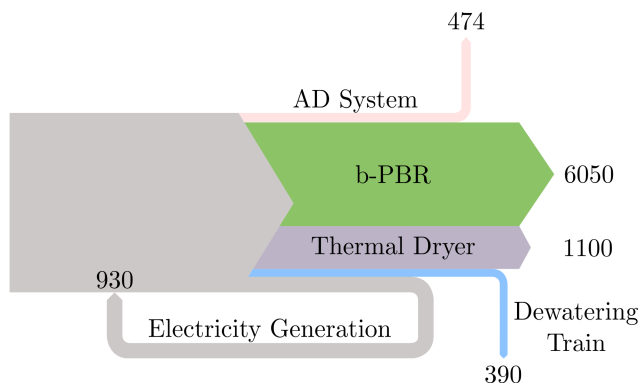 474
AD System
b-PBR
6050
Thermal Dryer
1100
930
Electricity Generation
Dewatering
Train
390